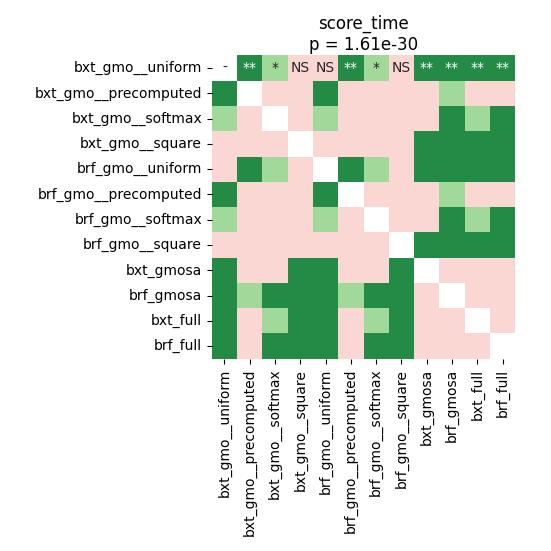 score_time
p = 1.61e-30
bxt_gmo__uniform - ** * NS NS ** * NS ** ** ** **
bxt_gmo__precomputed
bxt_gmo__softmax
bxt_gmo__square
brf_gmo__uniform
brf_gmo__precomputed
brf_gmo__softmax
brf_gmo__square
bxt_gmosa
brf_gmosa
bxt_full
brf_full
bxt_gmo__uniform
bxt_gmo__precomputed
bxt_gmo__softmax
bxt_gmo__square
brf_gmo__uniform
brf_gmo__precomputed
brf_gmo__softmax
brf_gmo__square
bxt_gmosa
brf_gmosa
bxt_full
brf_full